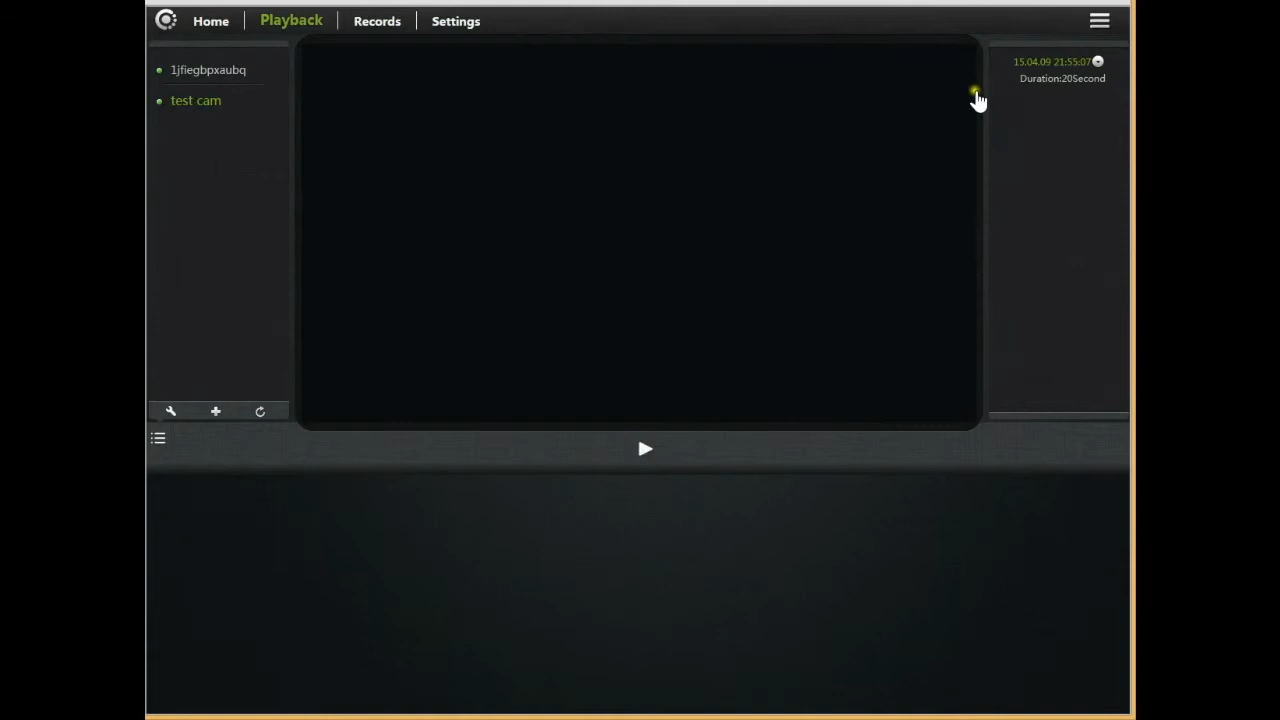 Home
Playback
Records
Settings
1jfiegbpxaubq
test cam
15.04.09 21:55:07
Duration:20Second